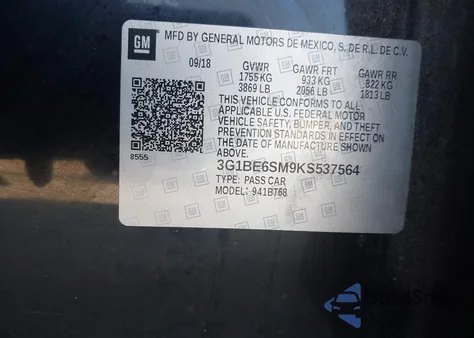 GM
MFD BY GENERAL MOTORS DE MEXICO, S. DE R.L. DE C.V.
09/18 GVWR GAWR FRT GAWR RR
1755 KG 933 KG 822 KG
3869 LB 2056 LB 1813 LB
THIS VEHICLE CONFORMS TO ALL
APPLICABLE U.S. FEDERAL MOTOR
VEHICLE SAFETY, BUMPER, AND THEFT
PREVENTION STANDARDS IN EFFECT ON
THE DATE OF MANUFACTURE SHOWN
ABOVE.
8555
3G1BE6SM9KS537564
TYPE: PASS CAR
MODEL: 941BT68